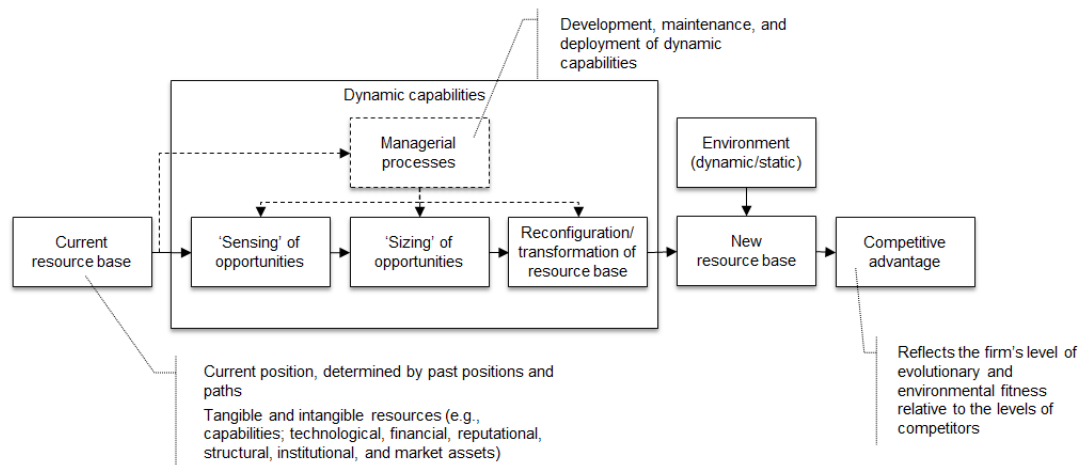 Development, maintenance, and
deployment of dynamic
capabilities
Dynamic capabilities
Managerial
processes
Environment
(dynamic/static)
Current
resource base
‘Sensing’ of
opportunities
‘Sizing’ of
opportunities
Reconfiguration/
transformation of
resource base
New
resource base
Competitive
advantage
Current position, determined by past positions and
paths
Tangible and intangible resources (e.g.,
capabilities; technological, financial, reputational,
structural, institutional, and market assets)
Reflects the firm’s level of
evolutionary and
environmental fitness
relative to the levels of
competitors